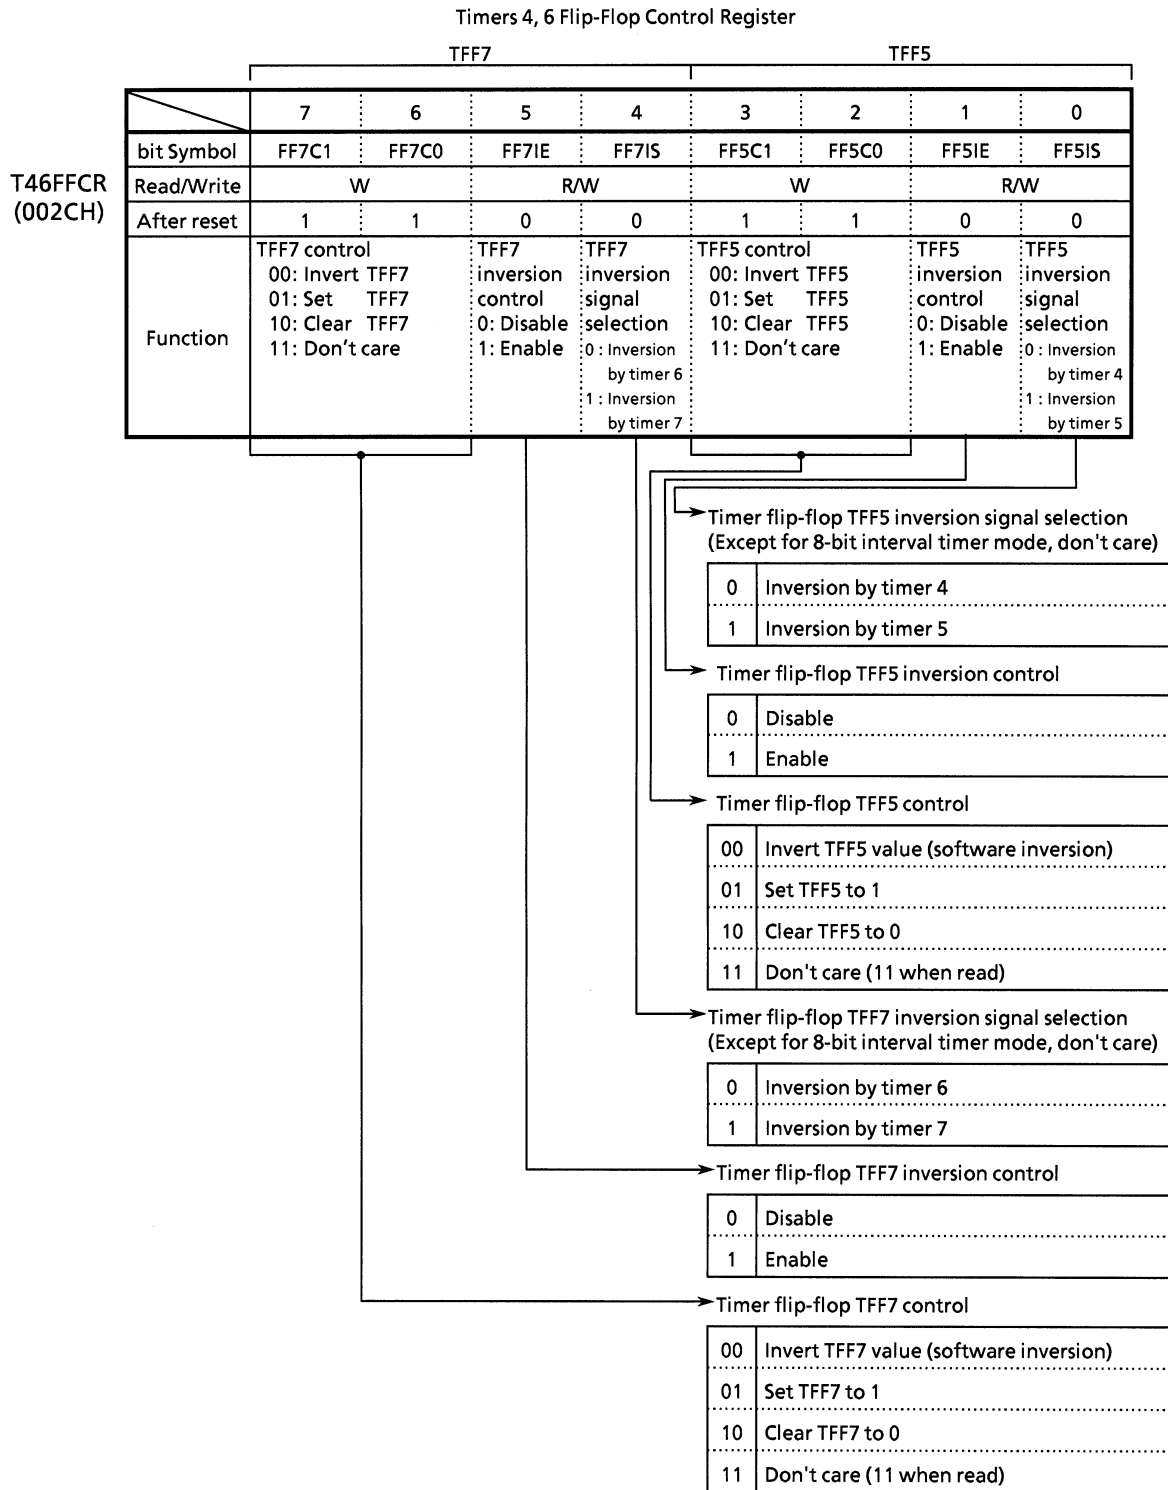 Timers 4, 6 Flip-Flop Control Register
TFF7 TFF5
7 6 5 4 3 2 1 0
bit Symbol FF7C1 FF7C0 FF7IE FF7IS FF5C1 FF5C0 FF5IE FF5IS
T46FFCR (002CH)
Read/Write W R/W W R/W
After reset 1 1 0 0 1 1 0 0
Function
TFF7 control
00: Invert TFF7
01: Set TFF7
10: Clear TFF7
11: Don't care
TFF7
inversion
control
0: Disable
1: Enable
TFF7
inversion
signal
selection
0 : Inversion
by timer 6
1 : Inversion
by timer 7
TFF5 control
00: Invert TFF5
01: Set TFF5
10: Clear TFF5
11: Don't care
TFF5
inversion
control
0: Disable
1: Enable
TFF5
inversion
signal
selection
0 : Inversion
by timer 4
1 : Inversion
by timer 5
Timer flip-flop TFF5 inversion signal selection
(Except for 8-bit interval timer mode, don't care)
0 Inversion by timer 4
1 Inversion by timer 5
Timer flip-flop TFF5 inversion control
0 Disable
1 Enable
Timer flip-flop TFF5 control
00 Invert TFF5 value (software inversion)
01 Set TFF5 to 1
10 Clear TFF5 to 0
11 Don't care (11 when read)
Timer flip-flop TFF7 inversion signal selection
(Except for 8-bit interval timer mode, don't care)
0 Inversion by timer 6
1 Inversion by timer 7
Timer flip-flop TFF7 inversion control
0 Disable
1 Enable
Timer flip-flop TFF7 control
00 Invert TFF7 value (software inversion)
01 Set TFF7 to 1
10 Clear TFF7 to 0
11 Don't care (11 when read)